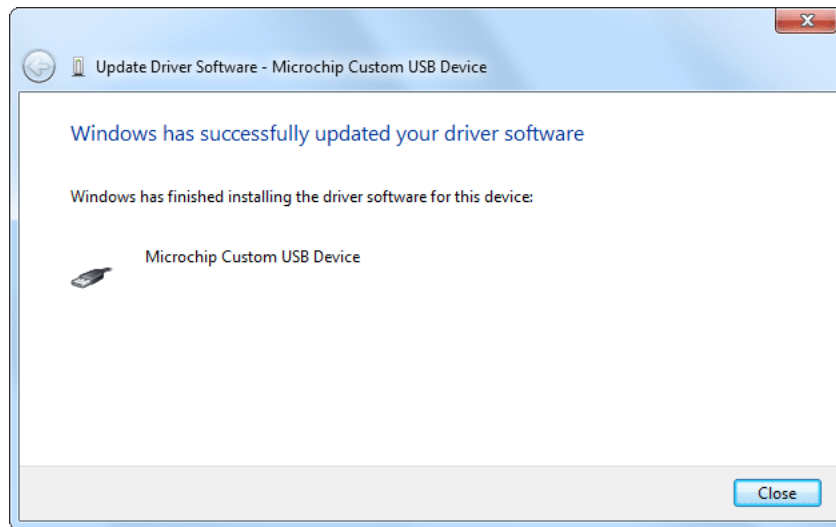 Update Driver Software - Microchip Custom USB Device
Windows has successfully updated your driver software
Windows has finished installing the driver software for this device:
Microchip Custom USB Device
Close